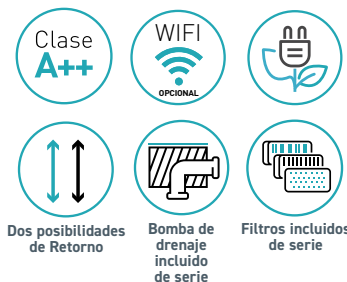 Clase
A++
WIFI
OPCIONAL
Dos posibilidades
de Retorno
Bomba de
drenaje
incluido
de serie
Filtros incluidos
de serie